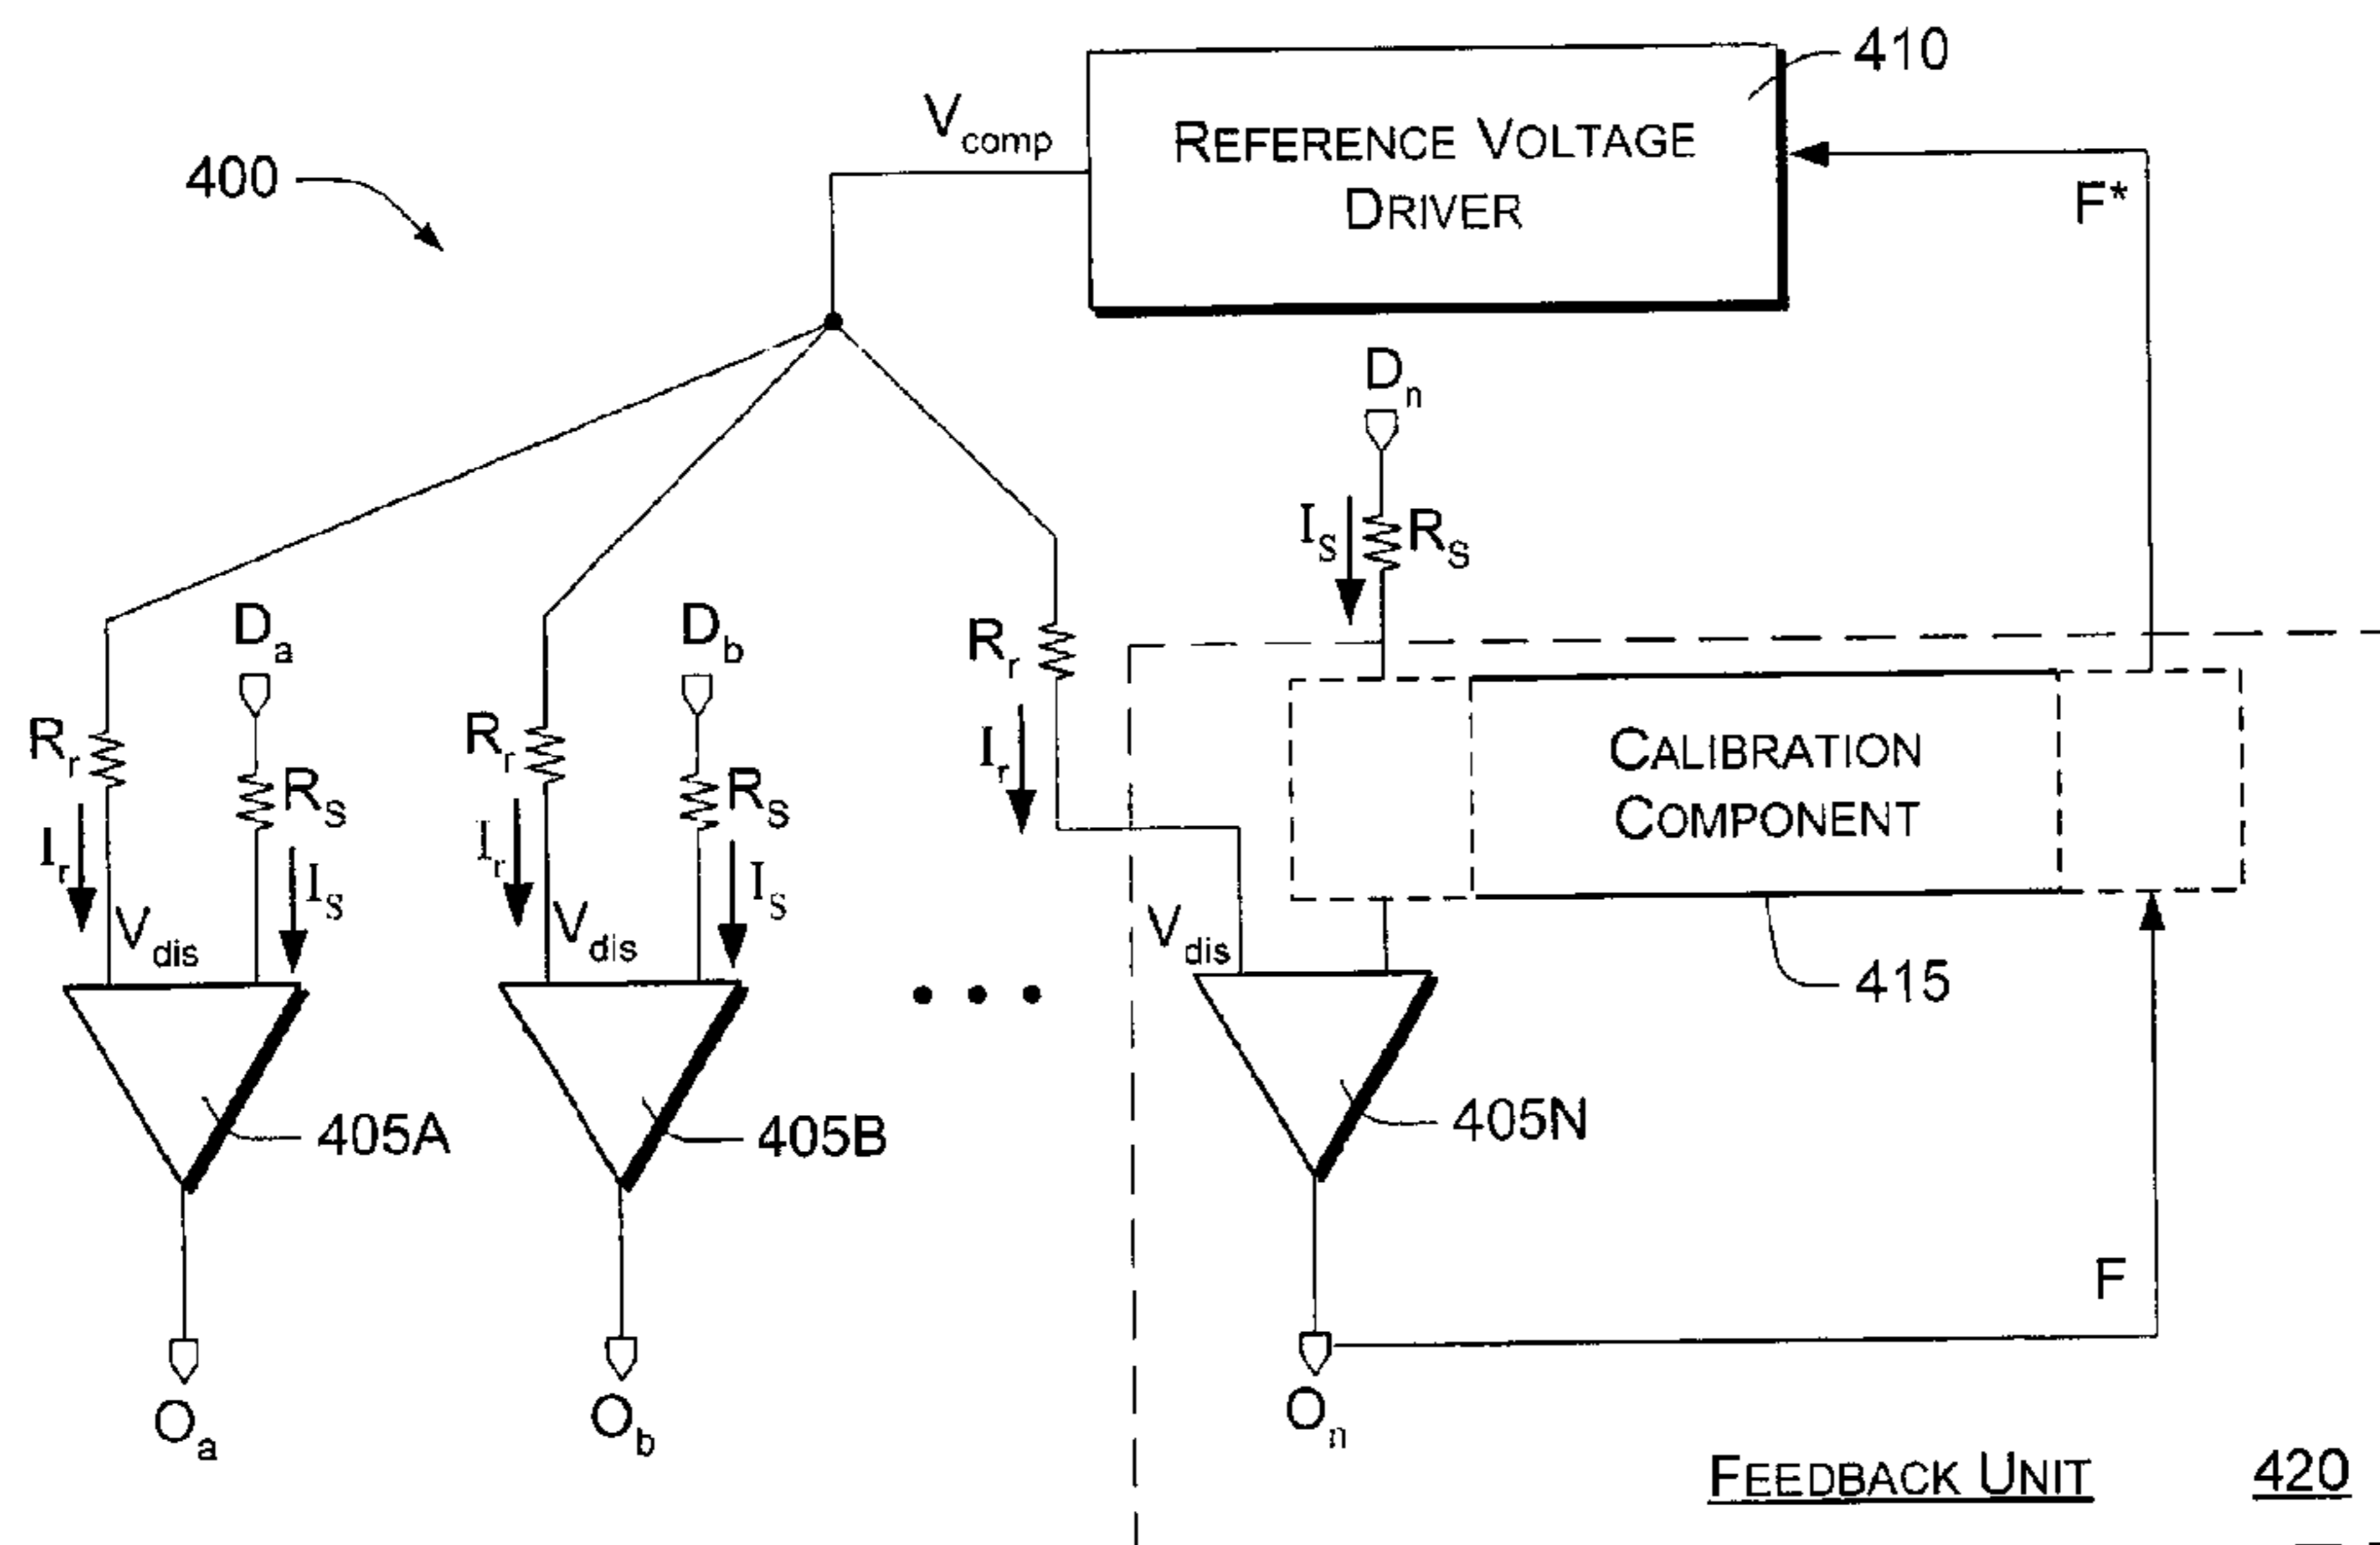 410
V_comp
REFERENCE VOLTAGE
DRIVER
400
F*
D_n
I_S
R_S
D_a
D_b
R_r
R_r
R_r
I_r
R_S
R_S
CALIBRATION
COMPONENT
I_r
I_S
I_r
I_S
V_dis
V_dis
V_dis
415
405A
405B
405N
F
O_a
O_b
O_n
FEEDBACK UNIT
420